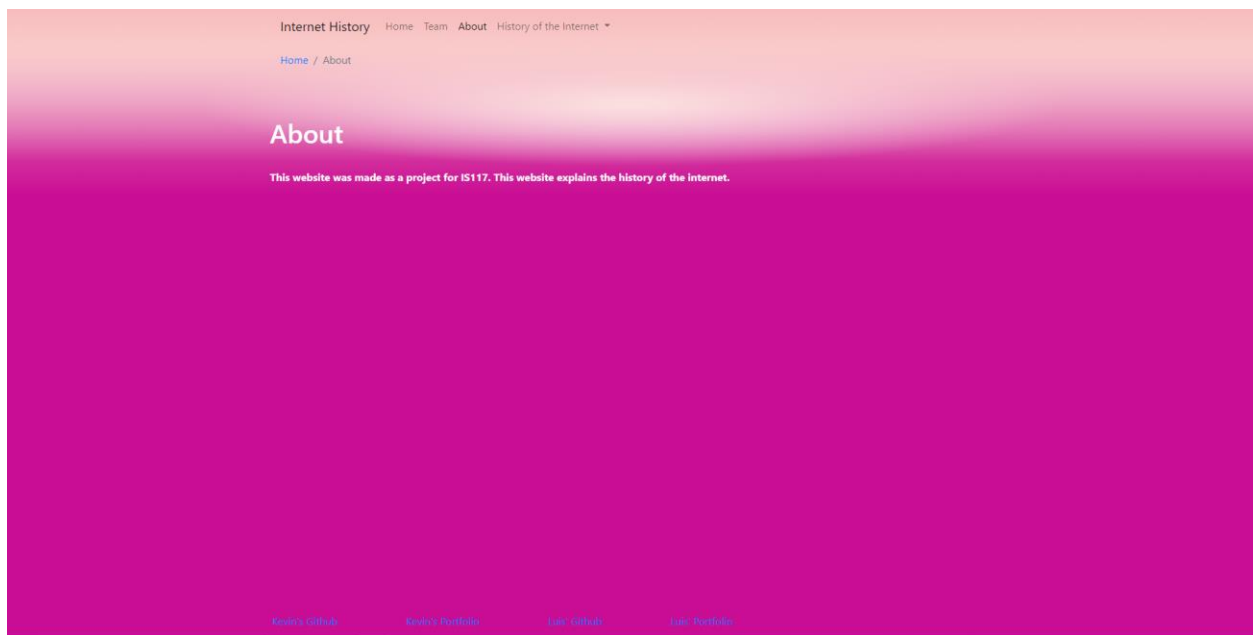 Internet History Home Team About History of the Internet
Home / About
About
This website was made as a project for IS117. This website explains the history of the internet.
Kevin's Github Kevin's Portfolio Luis' Github Luis' Portfolio